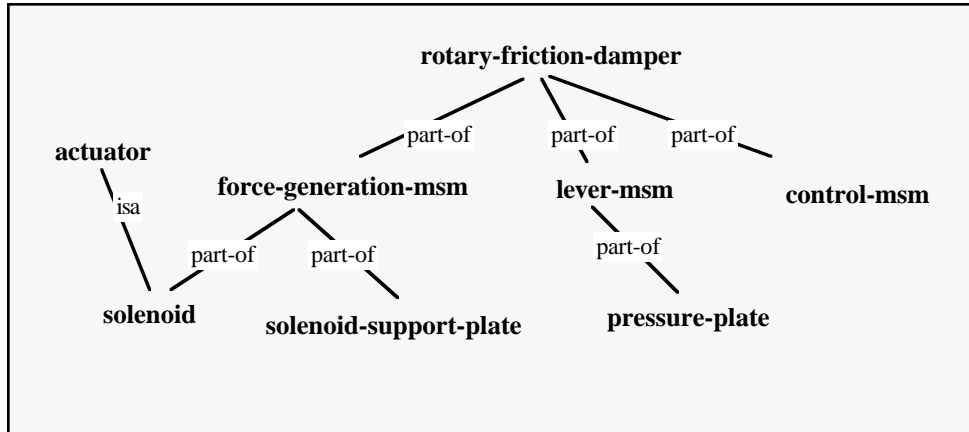 rotary-friction-damper
part-of part-of part-of
actuator
force-generation-msm lever-msm control-msm
isa
part-of part-of part-of
solenoid solenoid-support-plate pressure-plate